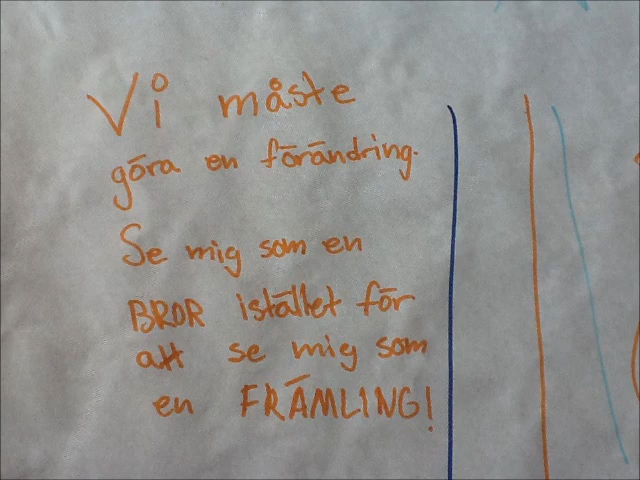 Vi måste
göra en förändring.
Se mig som en
BROR istället för
att se mig som
en FRÄMLING!